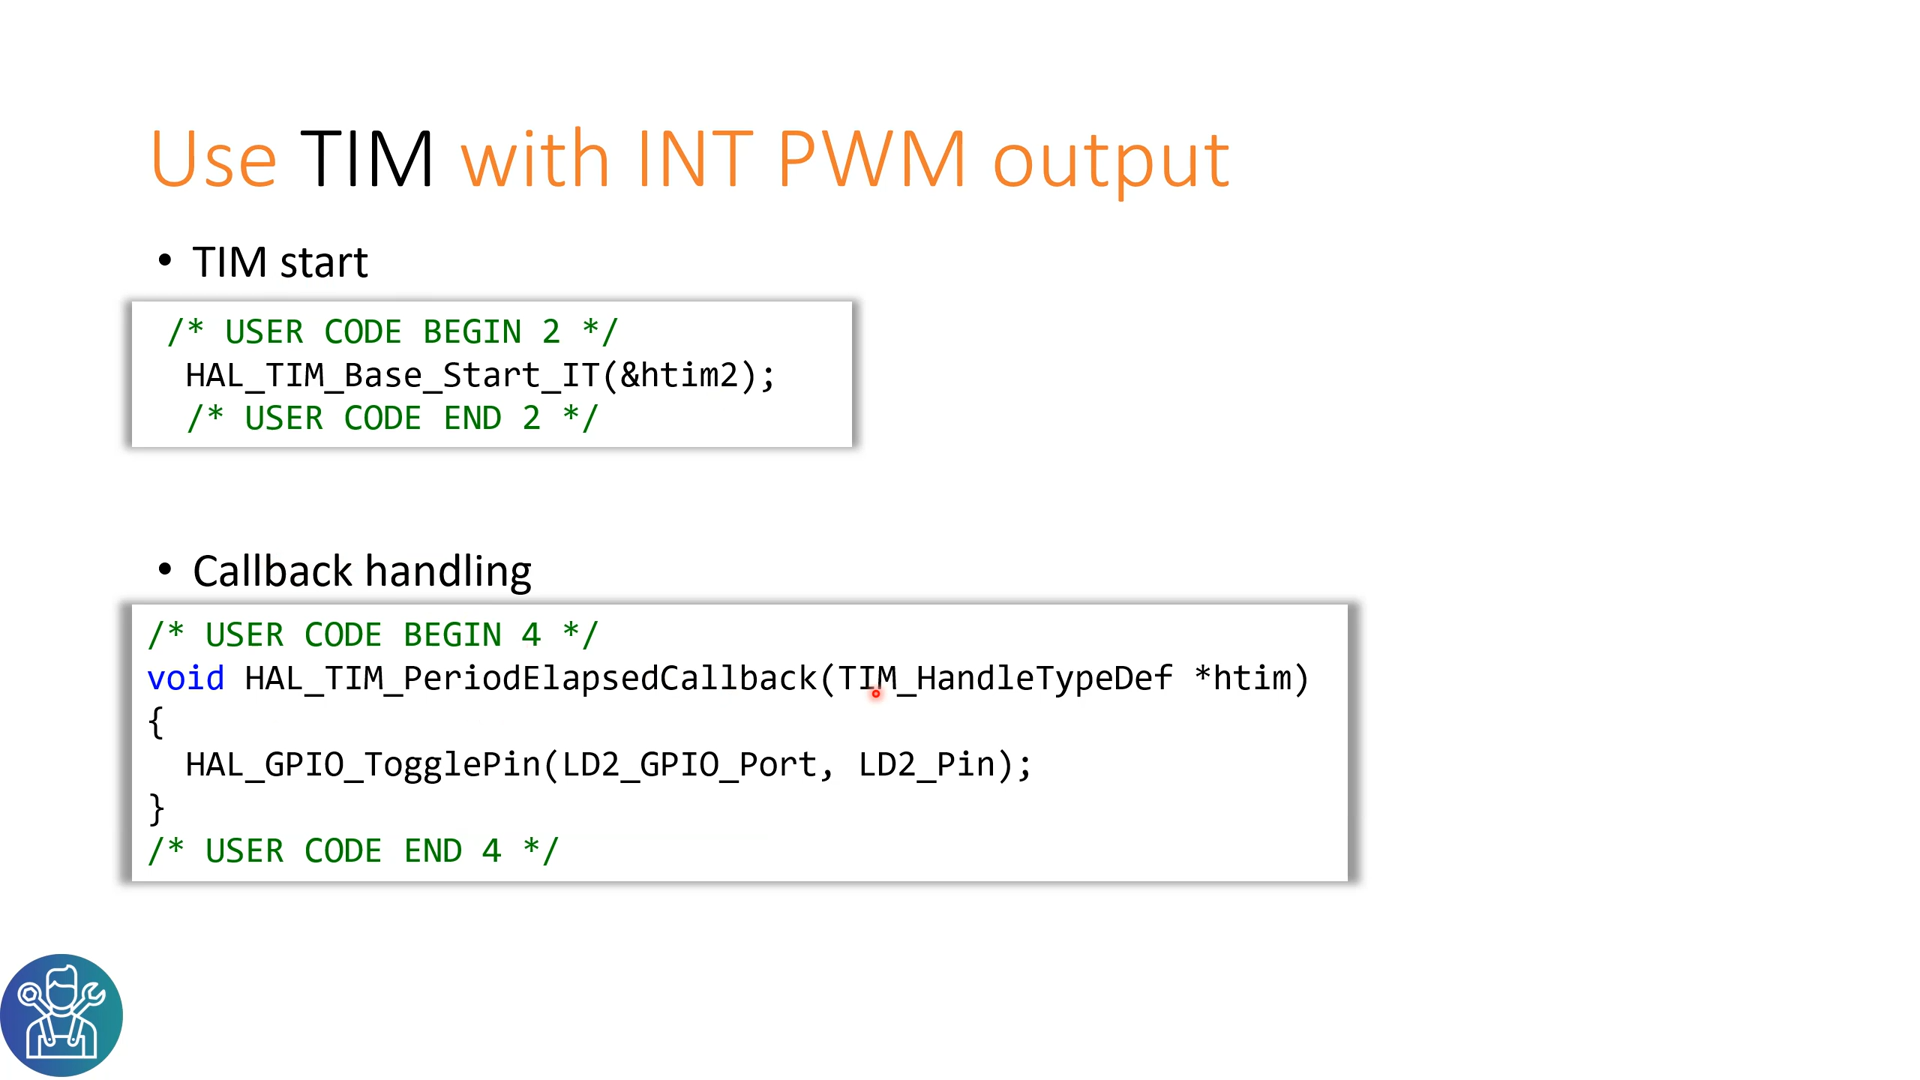 Use TIM with INT PWM output
• TIM start
/* USER CODE BEGIN 2 */
HAL_TIM_Base_Start_IT(&htim2);
/* USER CODE END 2 */
• Callback handling
/* USER CODE BEGIN 4 */
void HAL_TIM_PeriodElapsedCallback(TIM_HandleTypeDef *htim)
{
HAL_GPIO_TogglePin(LD2_GPIO_Port, LD2_Pin);
}
/* USER CODE END 4 */